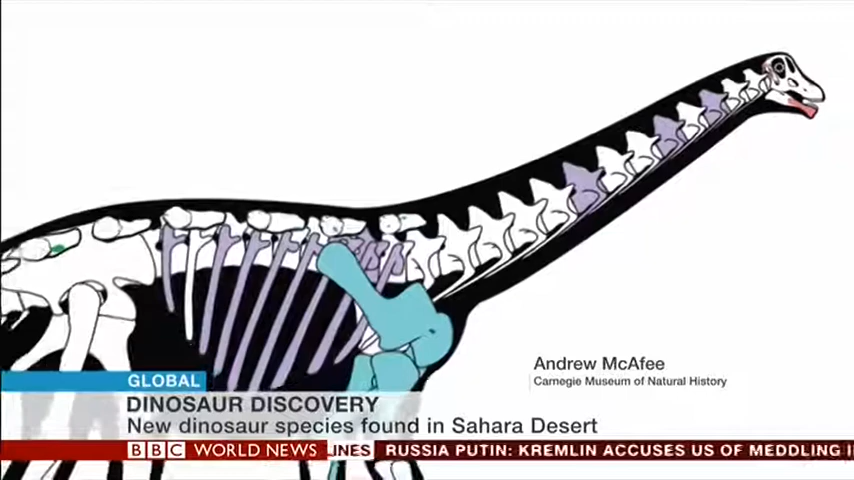 Andrew McAfee
Carnegie Museum of Natural History
GLOBAL
DINOSAUR DISCOVERY
New dinosaur species found in Sahara Desert
BBC WORLD NEWS LINES RUSSIA PUTIN: KREMLIN ACCUSES US OF MEDDLING